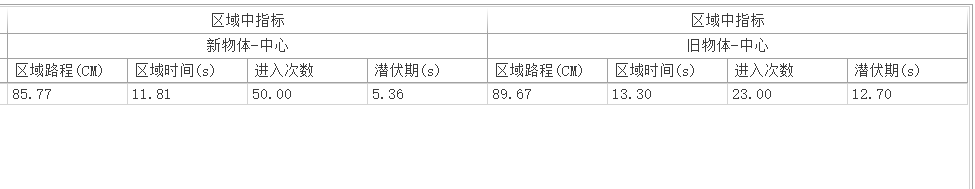 区域中指标 区域中指标
新物体-中心 旧物体-中心
区域路程(CM) 区域时间(s) 进入次数 潜伏期(s) 区域路程(CM) 区域时间(s) 进入次数 潜伏期(s)
85.77 11.81 50.00 5.36 89.67 13.30 23.00 12.70